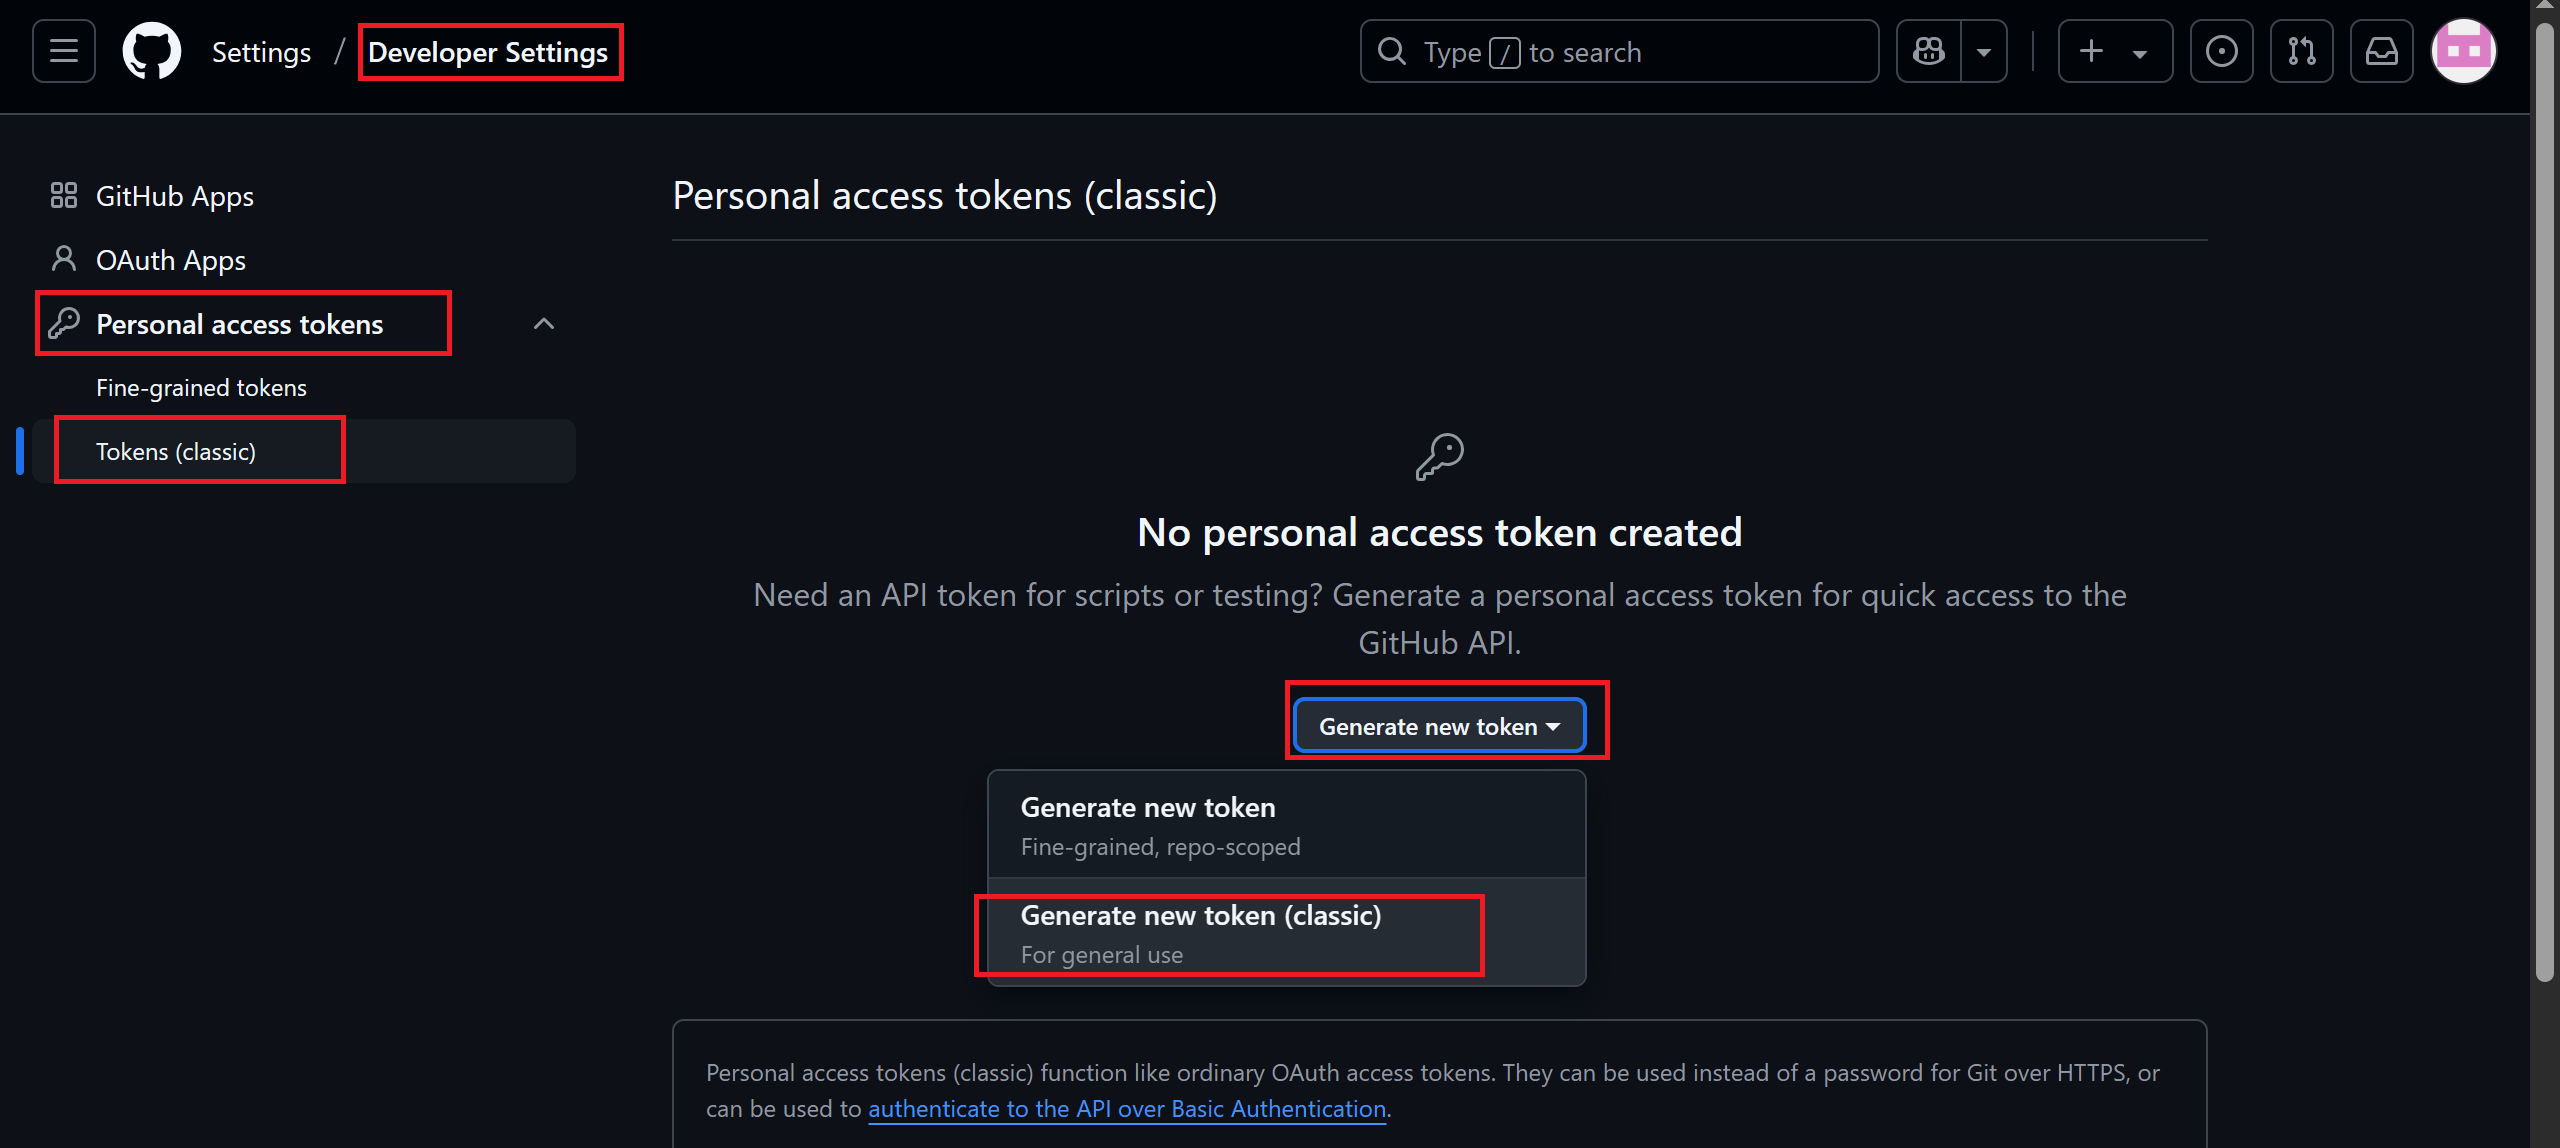 Settings / Developer Settings
Type / to search
GitHub Apps
OAuth Apps
Personal access tokens
Fine-grained tokens
Tokens (classic)
Personal access tokens (classic)
No personal access token created
Need an API token for scripts or testing? Generate a personal access token for quick access to the
GitHub API.
Generate new token
Generate new token
Fine-grained, repo-scoped
Generate new token (classic)
For general use
Personal access tokens (classic) function like ordinary OAuth access tokens. They can be used instead of a password for Git over HTTPS, or
can be used to authenticate to the API over Basic Authentication.